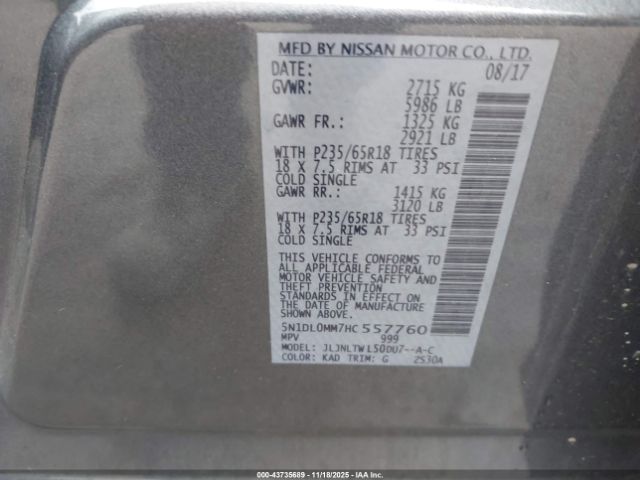 MFD BY NISSAN MOTOR CO., LTD.
DATE: 08/17
GVWR: 2715 KG
5986 LB
GAWR FR.: 1325 KG
2921 LB
WITH P235/65R18 TIRES
18 X 7.5 RIMS AT 33 PSI
COLD SINGLE
GAWR RR.: 1415 KG
3120 LB
WITH P235/65R18 TIRES
18 X 7.5 RIMS AT 33 PSI
COLD SINGLE
THIS VEHICLE CONFORMS TO
ALL APPLICABLE FEDERAL
MOTOR VEHICLE SAFETY AND
THEFT PREVENTION
STANDARDS IN EFFECT ON
THE DATE OF MANUFACTURE
SHOWN ABOVE.
5N1DL0MM7HC557760
MPV 999
MODEL: JLJNLTWL50DU7--A-C
COLOR: KAD TRIM: G 2530A
000-43735689 - 11/18/2025 - IAA Inc.